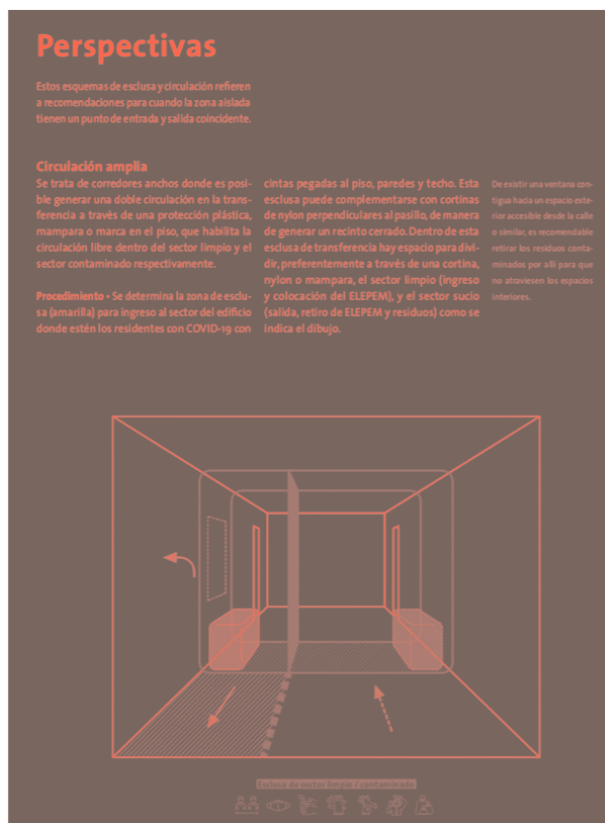 Perspectivas
Estos esquemas de esclusa y circulación refieren
a recomendaciones para cuando la zona aislada
tienen un punto de entrada y salida coincidente.
Circulación amplia
Se trata de corredores anchos donde es posi-
ble generar una doble circulación en la trans-
ferencia a través de una protección plástica,
mampara o marca en el piso, que habilita la
circulación libre dentro del sector limpio y el
sector contaminado respectivamente.
Procedimiento • Se determina la zona de esclu-
sa (amarilla) para ingreso al sector del edificio
donde estén los residentes con COVID-19 con
cintas pegadas al piso, paredes y techo. Esta
esclusa puede complementarse con cortinas
de nylon perpendiculares al pasillo, de manera
de generar un recinto cerrado. Dentro de esta
esclusa de transferencia hay espacio para divi-
dir, preferentemente a través de una cortina,
nylon o mampara, el sector limpio (ingreso
y colocación del ELEPEM), y el sector sucio
(salida, retiro de ELEPEM y residuos) como se
indica el dibujo.
De existir una ventana con-
tigua hacia un espacio exte-
rior accesible desde la calle
o similar, es recomendable
retirar los residuos conta-
minados por allí para que
no atraviesen los espacios
interiores.
Esclusa de sector limpio / contaminado